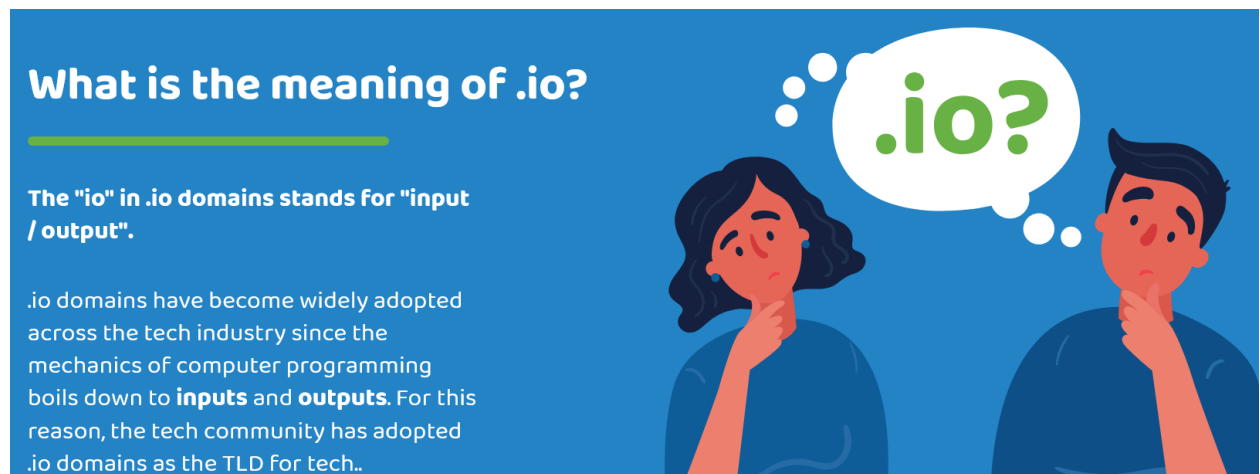 What is the meaning of .io?
.io?
The "io" in .io domains stands for "input
/ output".
.io domains have become widely adopted
across the tech industry since the
mechanics of computer programming
boils down to inputs and outputs. For this
reason, the tech community has adopted
.io domains as the TLD for tech..